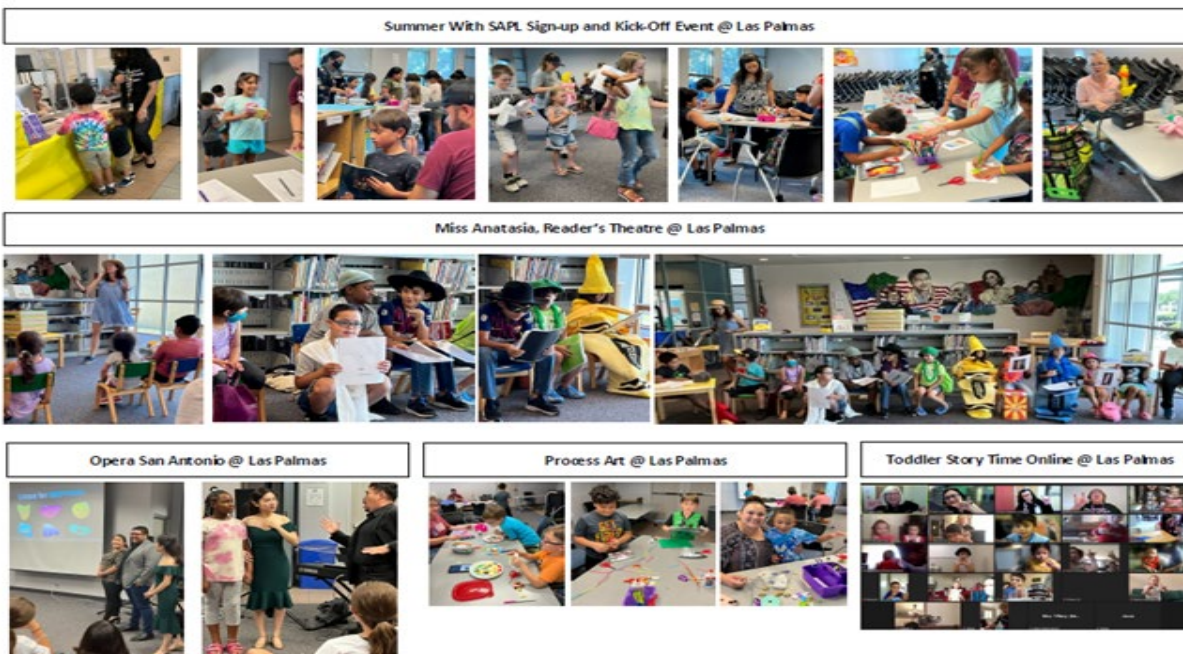 Summer With SAPL Sign-up and Kick-Off Event @ Las Palmas
Miss Anatasia, Reader's Theatre @ Las Palmas
Opera San Antonio @ Las Palmas
Process Art @ Las Palmas
Toddler Story Time Online @ Las Palmas